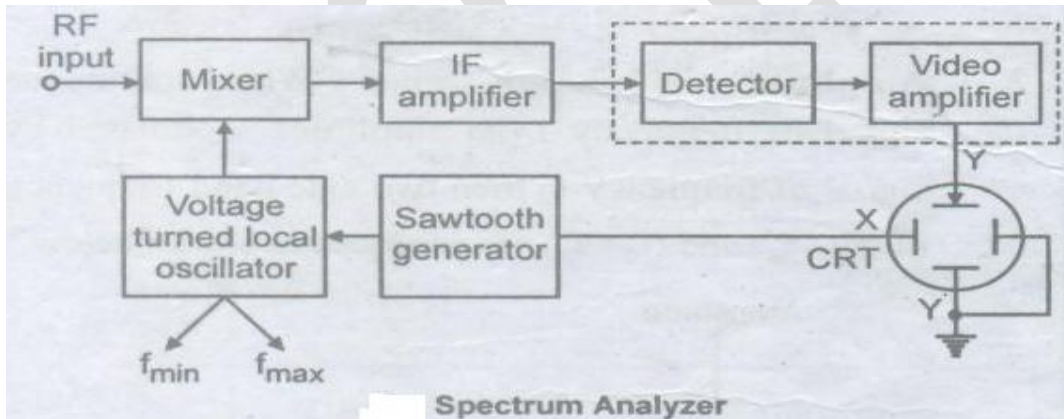 RF
input
Mixer
IF
amplifier
Detector
Video
amplifier
Y
Voltage
turned local
oscillator
Sawtooth
generator
X
CRT
Y
fmin
fmax
Spectrum Analyzer